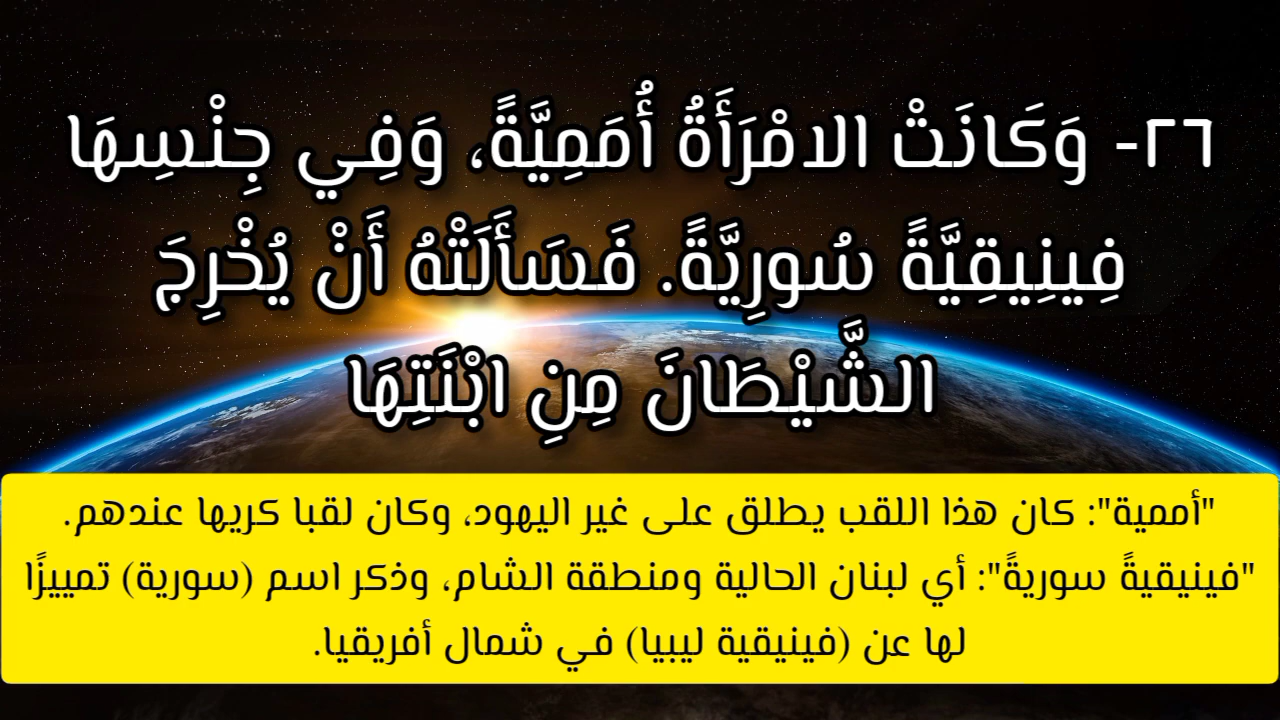 ٢٦- وَكَانَتْ الامْرَأَةُ أُمَمِيَّةً، وَفِي جِنْسِهَا
فِينِيقِيَّةً سُورِيَّةً. فَسَأَلَتْهُ أَنْ يُخْرِجَ
الشَّيْطَانَ مِنِ ابْنَتِهَا
"أممية": كان هذا اللقب يطلق على غير اليهود، وكان لقبا كريها عندهم.
"فينيقيةً سوريةً": أي لبنان الحالية ومنطقة الشام، وذكر اسم (سورية) تمييزًا
لها عن (فينيقية ليبيا) في شمال أفريقيا.